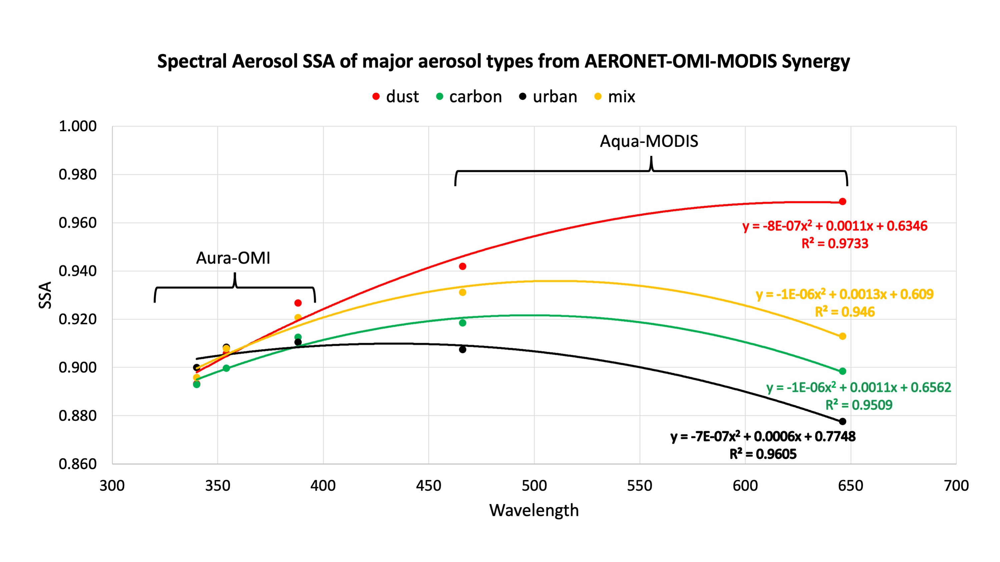 Spectral Aerosol SSA of major aerosol types from AERONET-OMI-MODIS Synergy
dust carbon urban mix
1.000
Aqua-MODIS
0.980
0.960
y = -8E-07x² + 0.0011x + 0.6346
R² = 0.9733
Aura-OMI
0.940
SSA
y = -1E-06x² + 0.0013x + 0.609
R² = 0.946
0.920
0.900
y = -1E-06x² + 0.0011x + 0.6562
R² = 0.9509
0.880
y = -7E-07x² + 0.0006x + 0.7748
R² = 0.9605
0.860
300 350 400 450 500 550 600 650 700
Wavelength